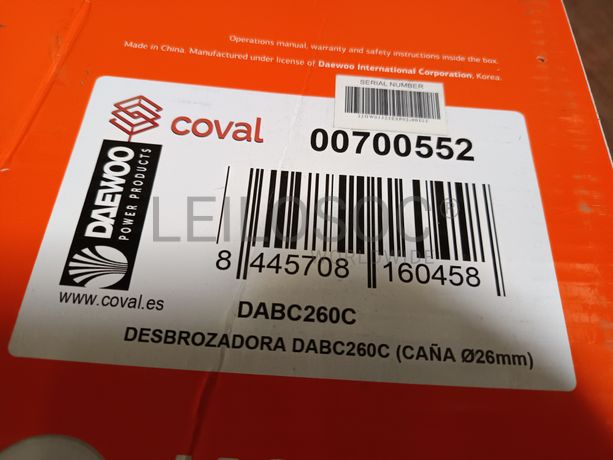 Operations manual, warranty and safety instructions inside the box.
Made in China. Manufactured under license of Daewoo International Corporation, Korea.
SERIAL NUMBER
coval
00700552
DAEWOO
POWER PRODUCTS
LEILOSOC©
WORLDWIDE
8 445708 160458
www.coval.es
DABC260C
DESBROZADORA DABC260C (CAÑA Ø26mm)